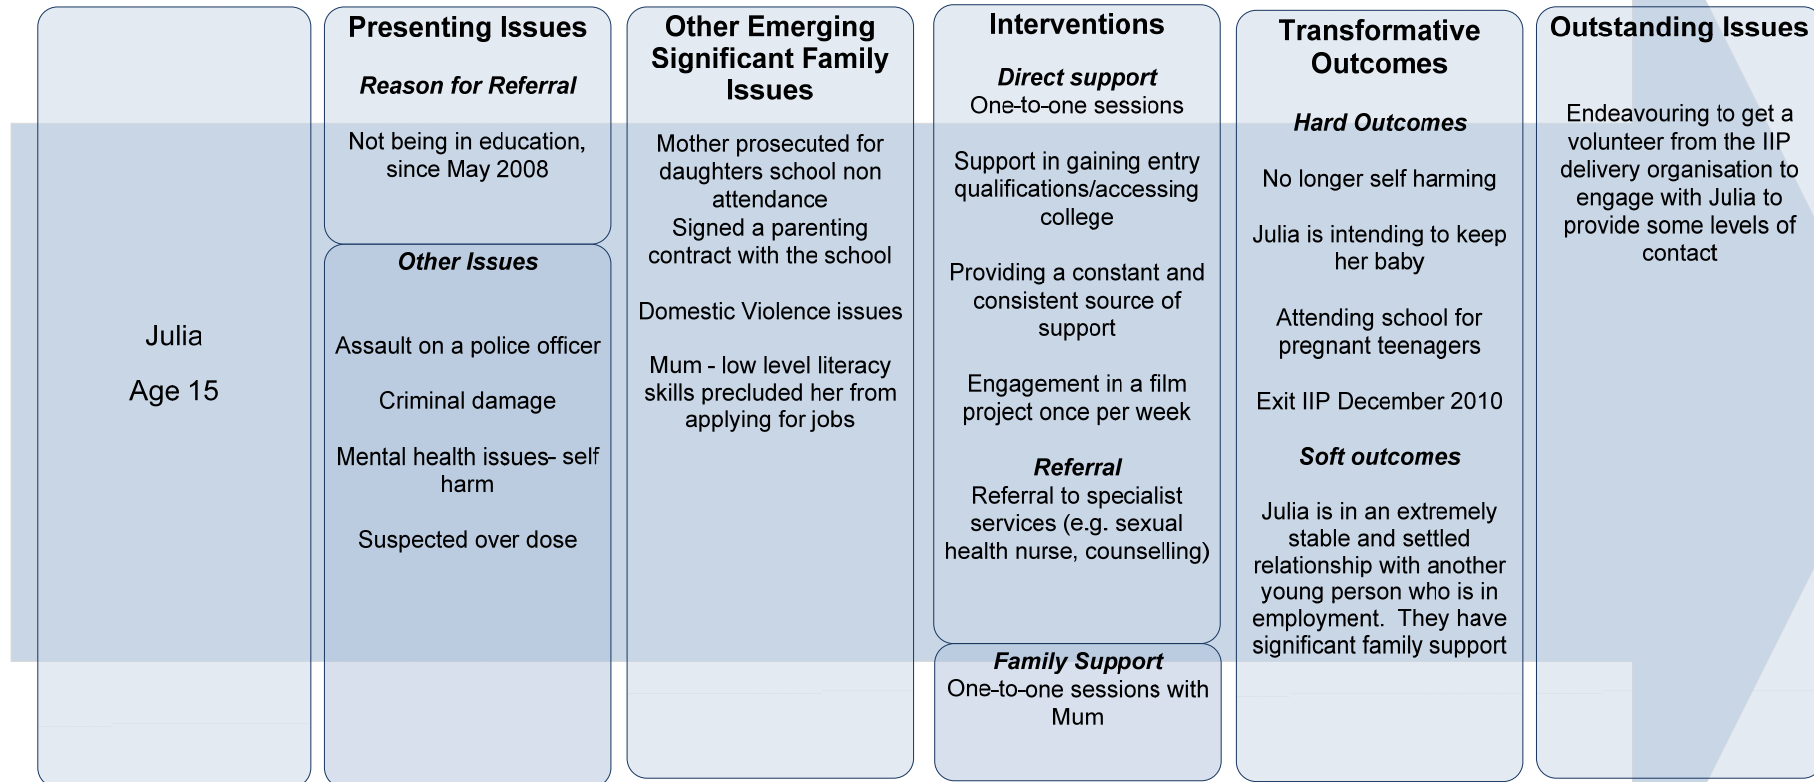 Julia
Age 15
Presenting Issues
Reason for Referral
Not being in education,
since May 2008
Other Issues
Assault on a police officer
Criminal damage
Mental health issues- self
harm
Suspected over dose
Other Emerging
Significant Family
Issues
Mother prosecuted for
daughters school non
attendance
Signed a parenting
contract with the school
Domestic Violence issues
Mum - low level literacy
skills precluded her from
applying for jobs
Interventions
Direct support
One-to-one sessions
Support in gaining entry
qualifications/accessing
college
Providing a constant and
consistent source of
support
Engagement in a film
project once per week
Referral
Referral to specialist
services (e.g. sexual
health nurse, counselling)
Family Support
One-to-one sessions with
Mum
Transformative
Outcomes
Hard Outcomes
No longer self harming
Julia is intending to keep
her baby
Attending school for
pregnant teenagers
Exit IIP December 2010
Soft outcomes
Julia is in an extremely
stable and settled
relationship with another
young person who is in
employment.  They have
significant family support
Outstanding Issues
Endeavouring to get a
volunteer from the IIP
delivery organisation to
engage with Julia to
provide some levels of
contact